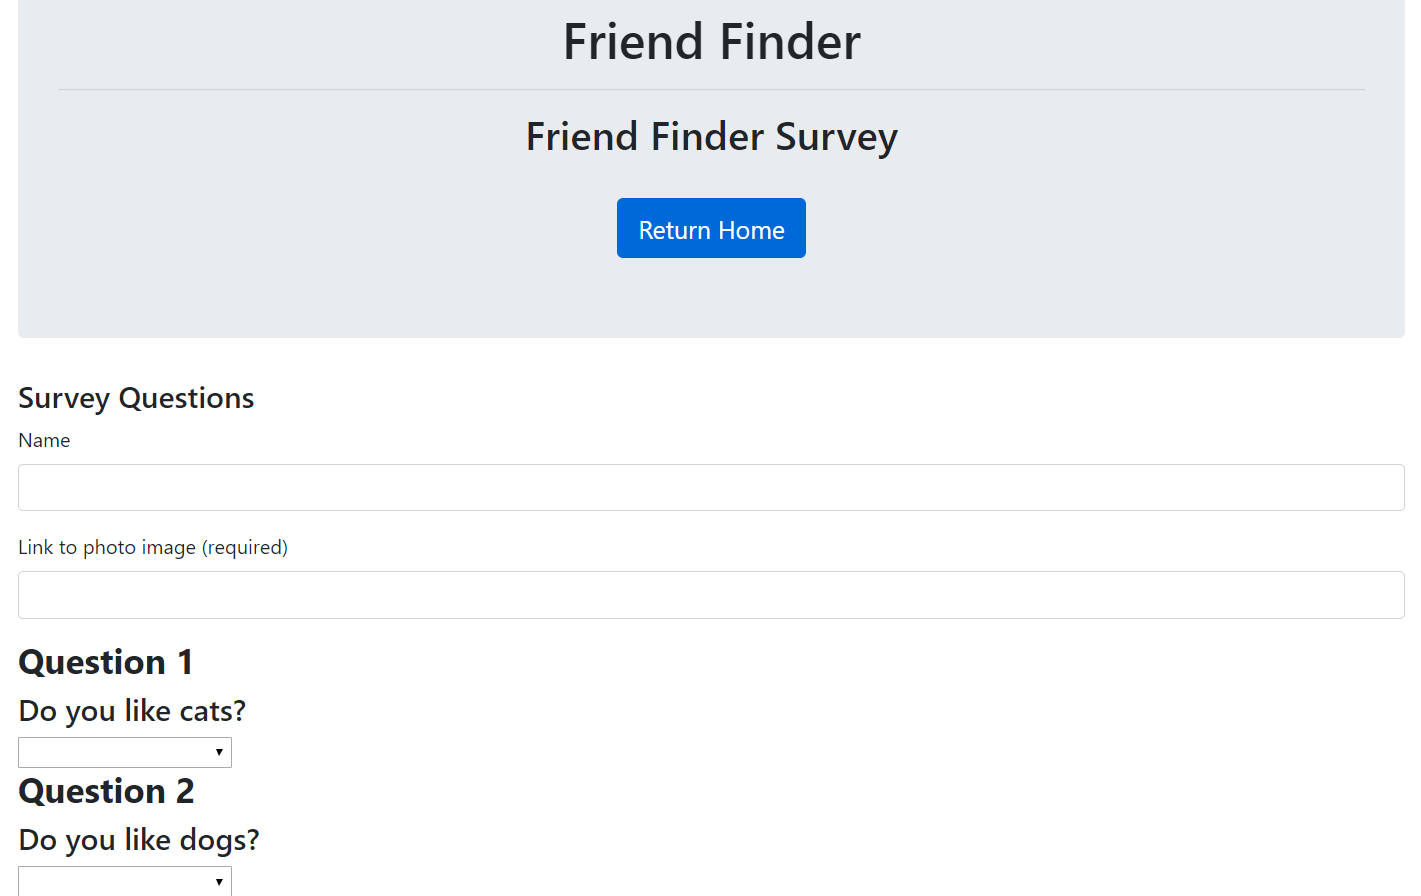 Friend Finder
Friend Finder Survey
Return Home
Survey Questions
Name
Link to photo image (required)
Question 1
Do you like cats?
Question 2
Do you like dogs?